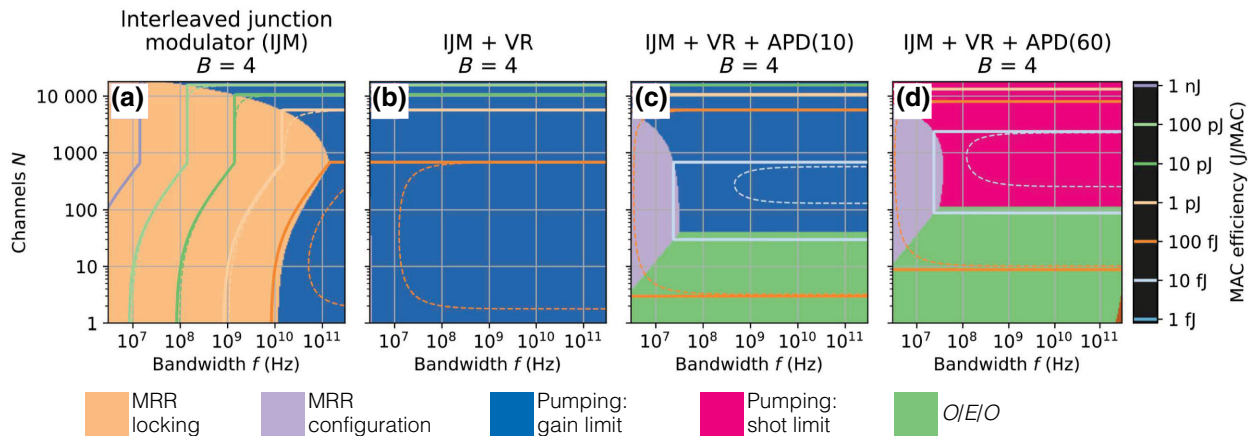 Interleaved junction
modulator (IJM)
B = 4
IJM + VR
B = 4
IJM + VR + APD(10)
B = 4
IJM + VR + APD(60)
B = 4
(a)
(b)
(c)
(d)
Channels N
10 000
1000
100
10
1
10⁷ 10⁸ 10⁹ 10¹⁰ 10¹¹
10⁷ 10⁸ 10⁹ 10¹⁰ 10¹¹
10⁷ 10⁸ 10⁹ 10¹⁰ 10¹¹
10⁷ 10⁸ 10⁹ 10¹⁰ 10¹¹
Bandwidth f (Hz)
Bandwidth f (Hz)
Bandwidth f (Hz)
Bandwidth f (Hz)
1 nJ
100 pJ
10 pJ
1 pJ
100 fJ
10 fJ
1 fJ
MAC efficiency (J/MAC)
MRR
locking
MRR
configuration
Pumping:
gain limit
Pumping:
shot limit
O/E/O